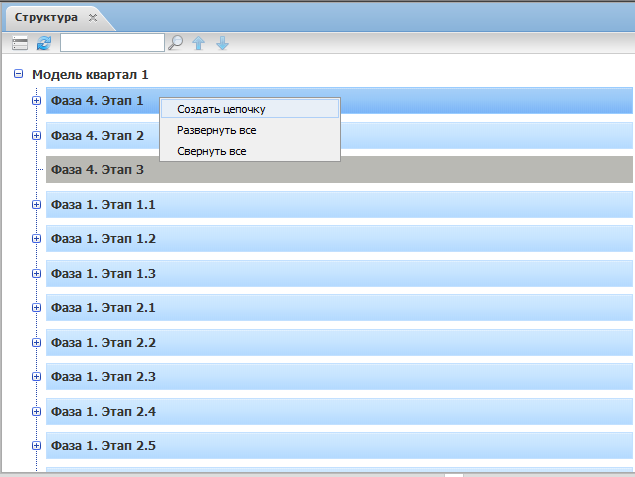 Структура
Модель квартал 1
Фаза 4. Этап 1
Создать цепочку
Развернуть все
Свернуть все
Фаза 4. Этап 2
Фаза 4. Этап 3
Фаза 1. Этап 1.1
Фаза 1. Этап 1.2
Фаза 1. Этап 1.3
Фаза 1. Этап 2.1
Фаза 1. Этап 2.2
Фаза 1. Этап 2.3
Фаза 1. Этап 2.4
Фаза 1. Этап 2.5